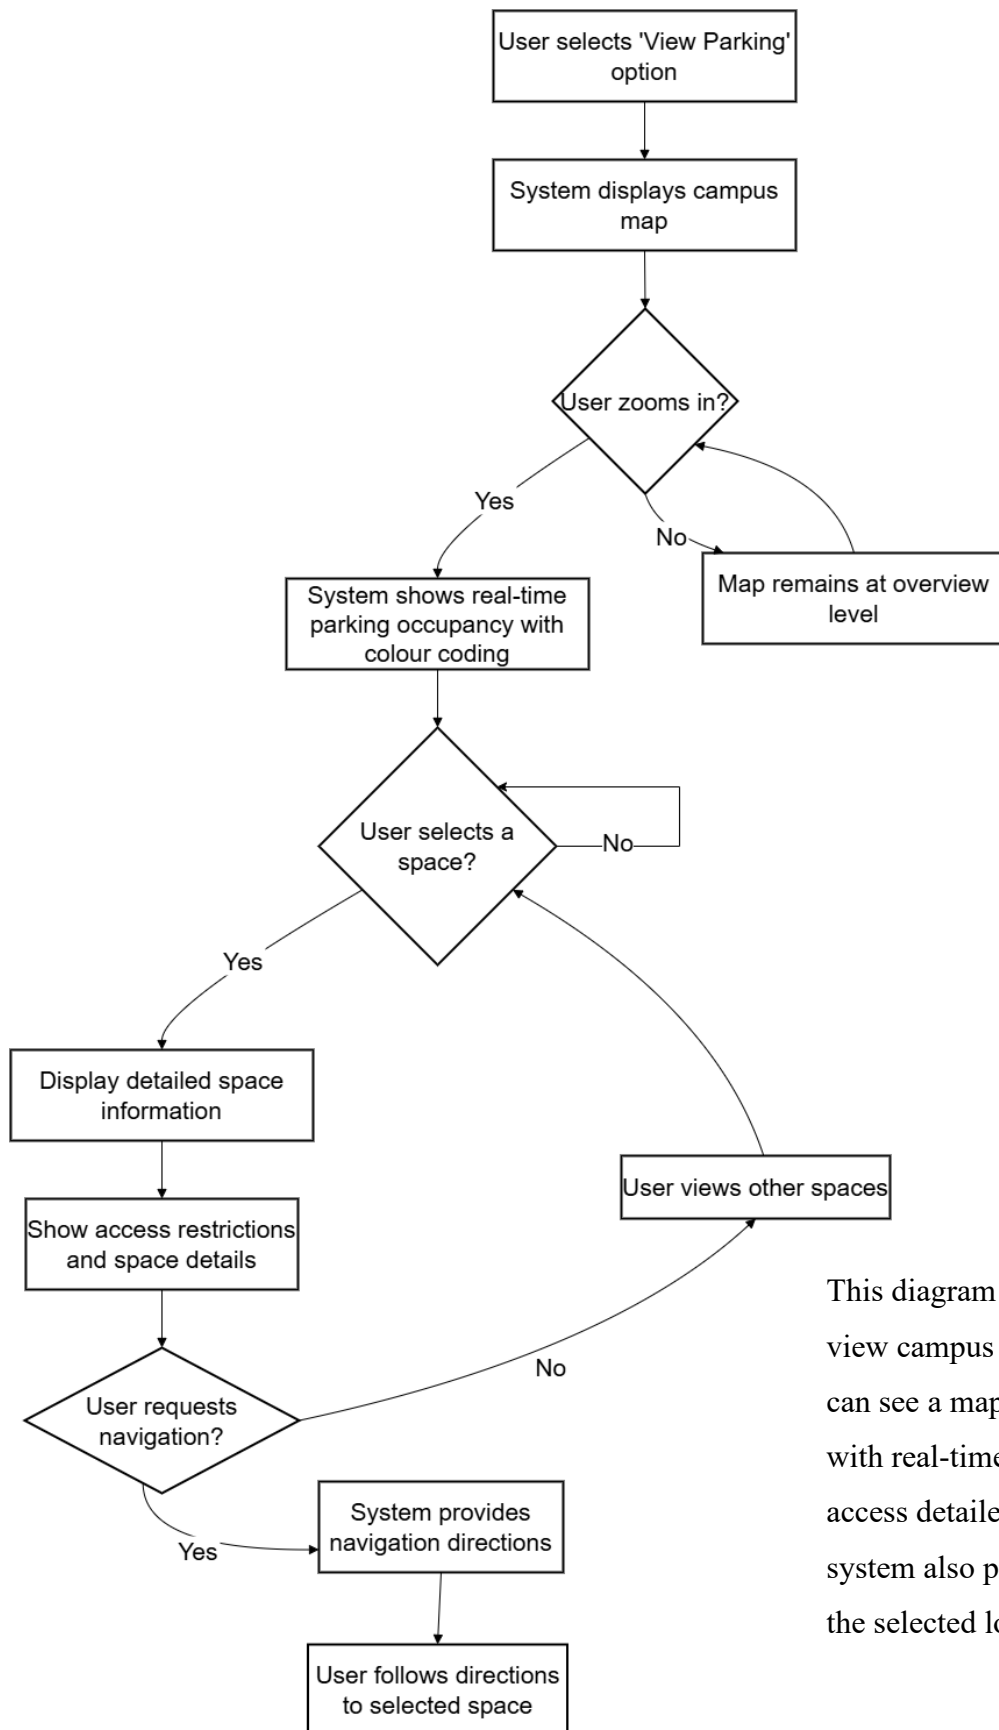 User selects 'View Parking'
option
System displays campus
map
User zooms in?
Yes
No
Map remains at overview
level
System shows real-time
parking occupancy with
colour coding
User selects a
space?
No
Yes
Display detailed space
information
Show access restrictions
and space details
User views other spaces
User requests
navigation?
No
Yes
System provides
navigation directions
User follows directions
to selected space
This diagram
view campus
can see a map
with real-time
access detaile
system also p
the selected lo